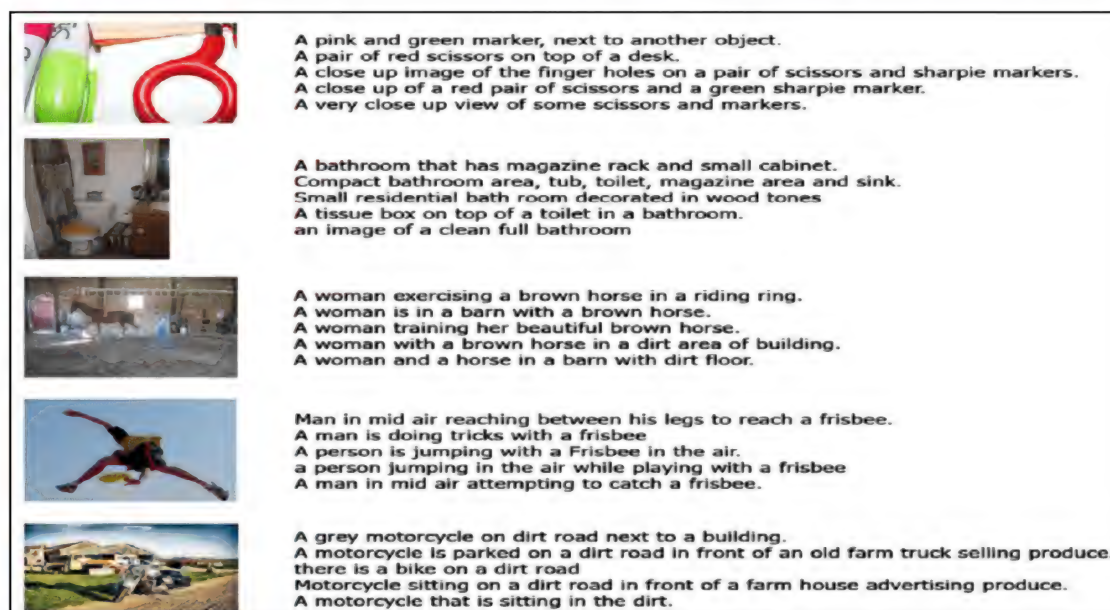 A pink and green marker, next to another object.
A pair of red scissors on top of a desk.
A close up image of the finger holes on a pair of scissors and sharpie markers.
A close up of a red pair of scissors and a green sharpie marker.
A very close up view of some scissors and markers.
A bathroom that has magazine rack and small cabinet.
Compact bathroom area, tub, toilet, magazine area and sink.
Small residential bath room decorated in wood tones
A tissue box on top of a toilet in a bathroom.
an image of a clean full bathroom
A woman exercising a brown horse in a riding ring.
A woman is in a barn with a brown horse.
A woman training her beautiful brown horse.
A woman with a brown horse in a dirt area of building.
A woman and a horse in a barn with dirt floor.
Man in mid air reaching between his legs to reach a frisbee.
A man is doing tricks with a frisbee
A person is jumping with a Frisbee in the air.
a person jumping in the air while playing with a frisbee
A man in mid air attempting to catch a frisbee.
A grey motorcycle on dirt road next to a building.
A motorcycle is parked on a dirt road in front of an old farm truck selling produce.
there is a bike on a dirt road
Motorcycle sitting on a dirt road in front of a farm house advertising produce.
A motorcycle that is sitting in the dirt.